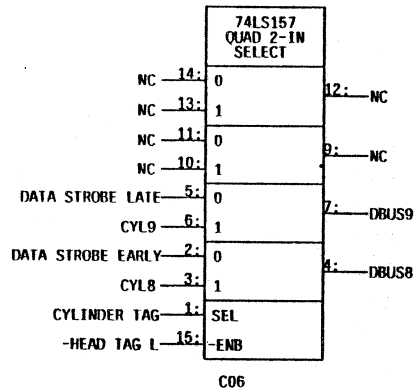 74LS157
QUAD 2-IN
SELECT
NC 14: 0
12: NC
NC 13: 1
NC 11: 0
9: NC
NC 10: 1
DATA STROBE LATE 5: 0
7: DBUS9
CYL9 6: 1
DATA STROBE EARLY 2: 0
4: DBUS8
CYL8 3: 1
CYLINDER TAG 1: SEL
-HEAD TAG L 15: -ENB
C06